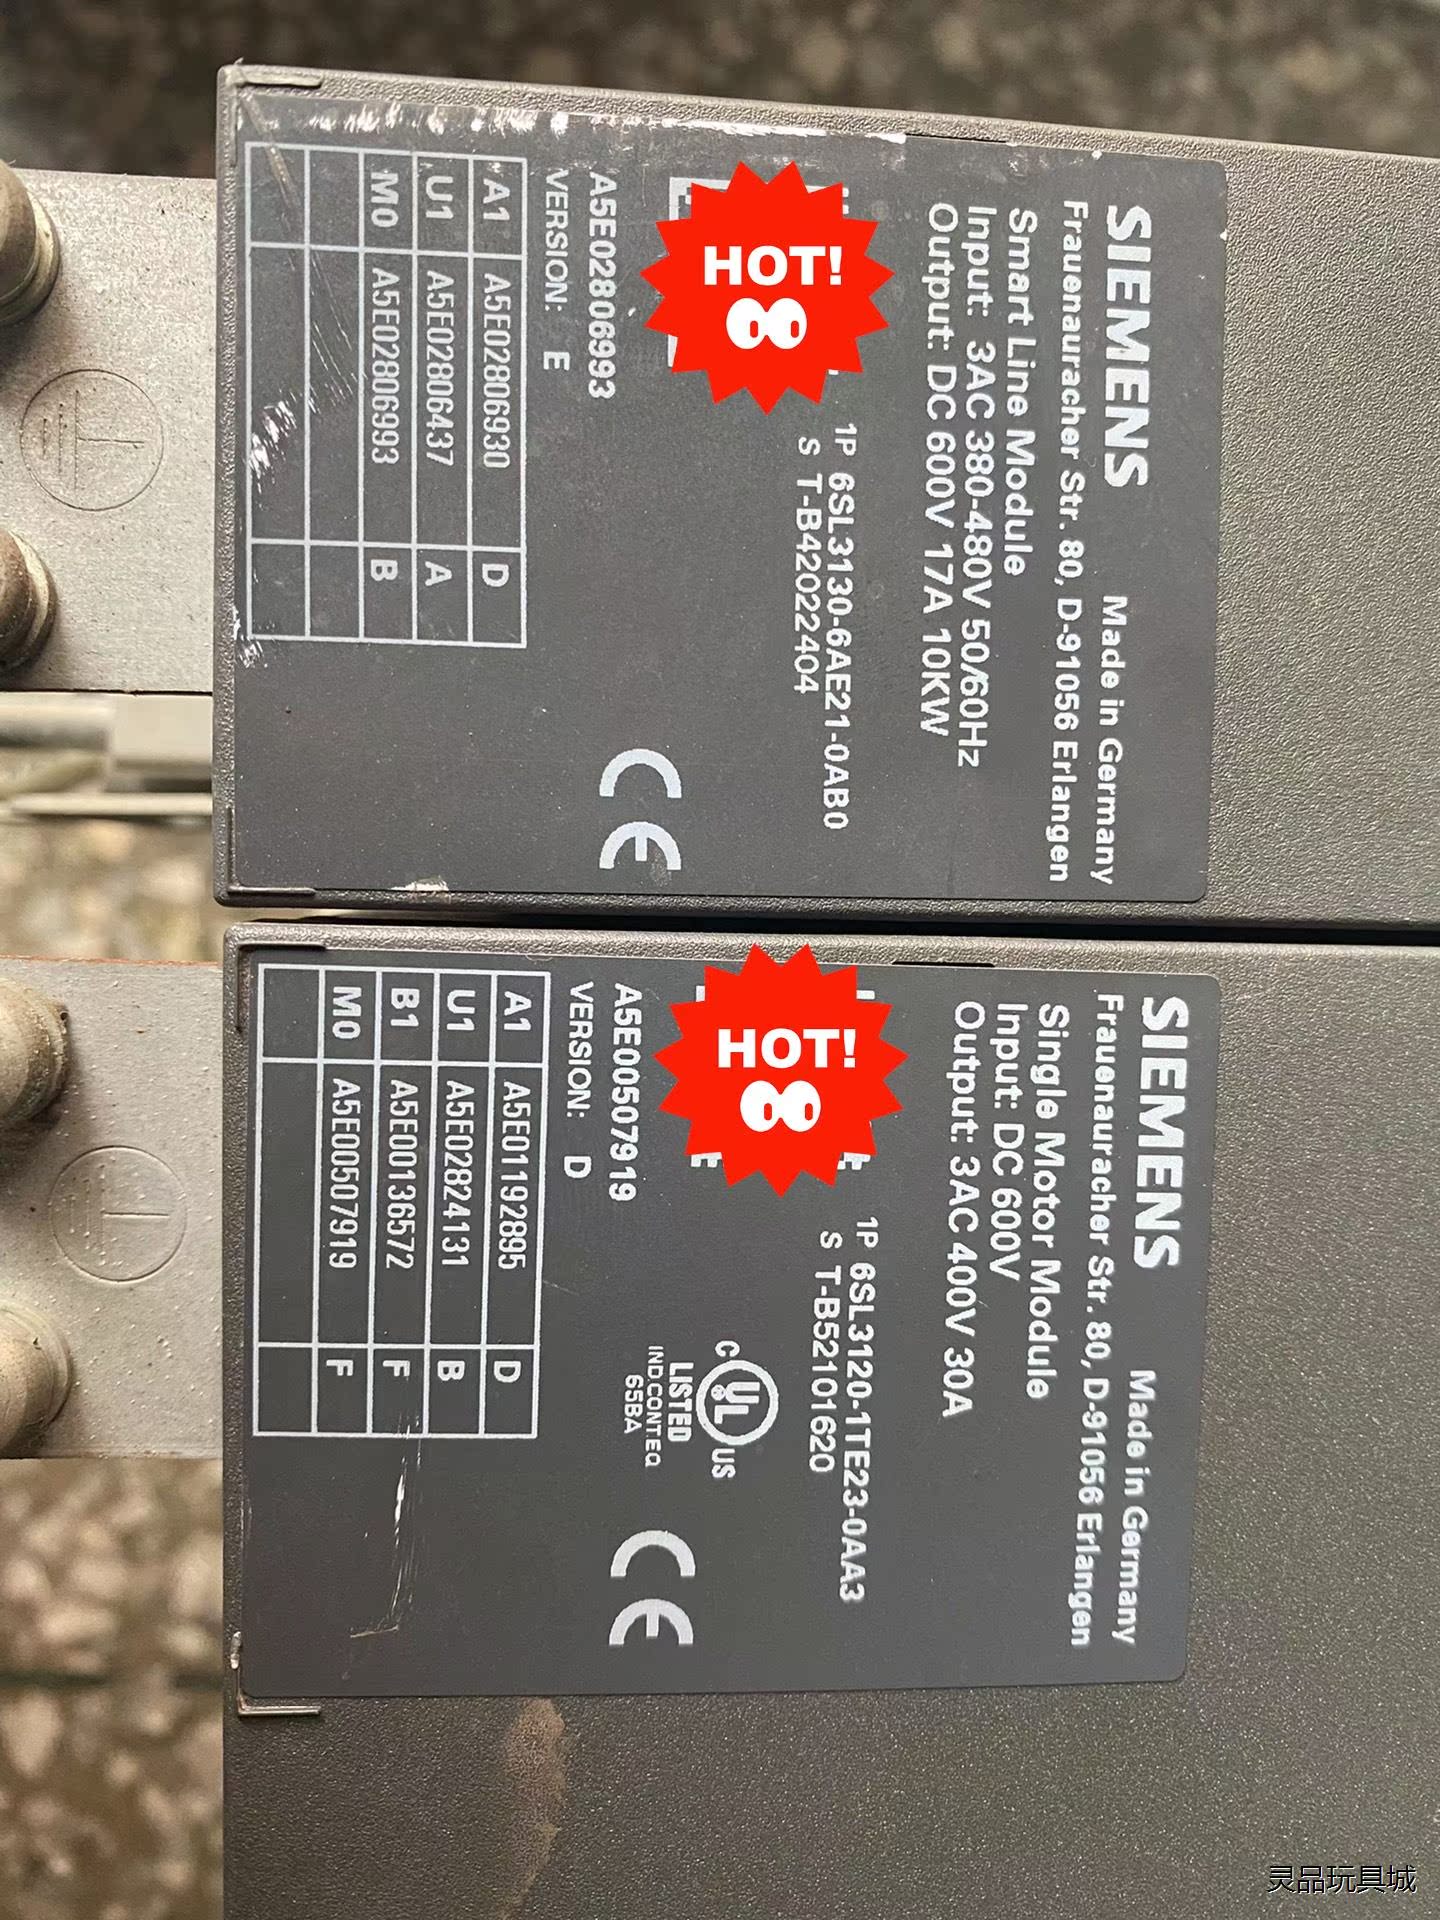 SIEMENS
Made in Germany
Frauenauracher Str. 80, D-91056 Erlangen
Smart Line Module
Input: 3AC 380-480V 50/60Hz
Output: DC 600V 17A 10KW
1P 6SL3130-6AE21-0AB0
S T-B42022404
HOT!
A5E02806993
VERSION: E
CE
A1 A5E02806930 D
U1 A5E02806437 A
M0 A5E02806993 B
SIEMENS
Made in Germany
Frauenauracher Str. 80, D-91056 Erlangen
Single Motor Module
Input: DC 600V
Output: 3AC 400V 30A
1P 6SL3120-1TE23-0AA3
S T-B52101620
HOT!
C UL US
LISTED
IND.CONT.EQ
65BA
A5E00507919
VERSION: D
CE
A1 A5E01192895 D
U1 A5E02824131 B
B1 A5E00136572 F
M0 A5E00507919 F
灵品玩具城